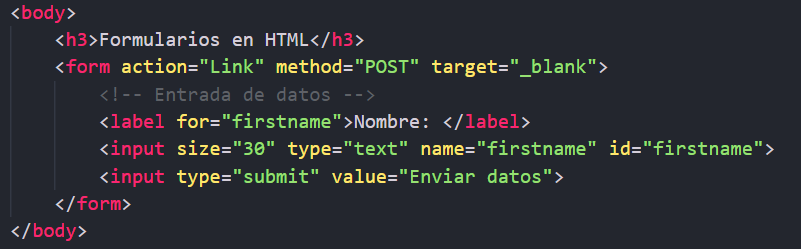 <body>
<h3>Formularios en HTML</h3>
<form action="Link" method="POST" target="_blank">
<!-- Entrada de datos -->
<label for="firstname">Nombre: </label>
<input size="30" type="text" name="firstname" id="firstname">
<input type="submit" value="Enviar datos">
</form>
</body>